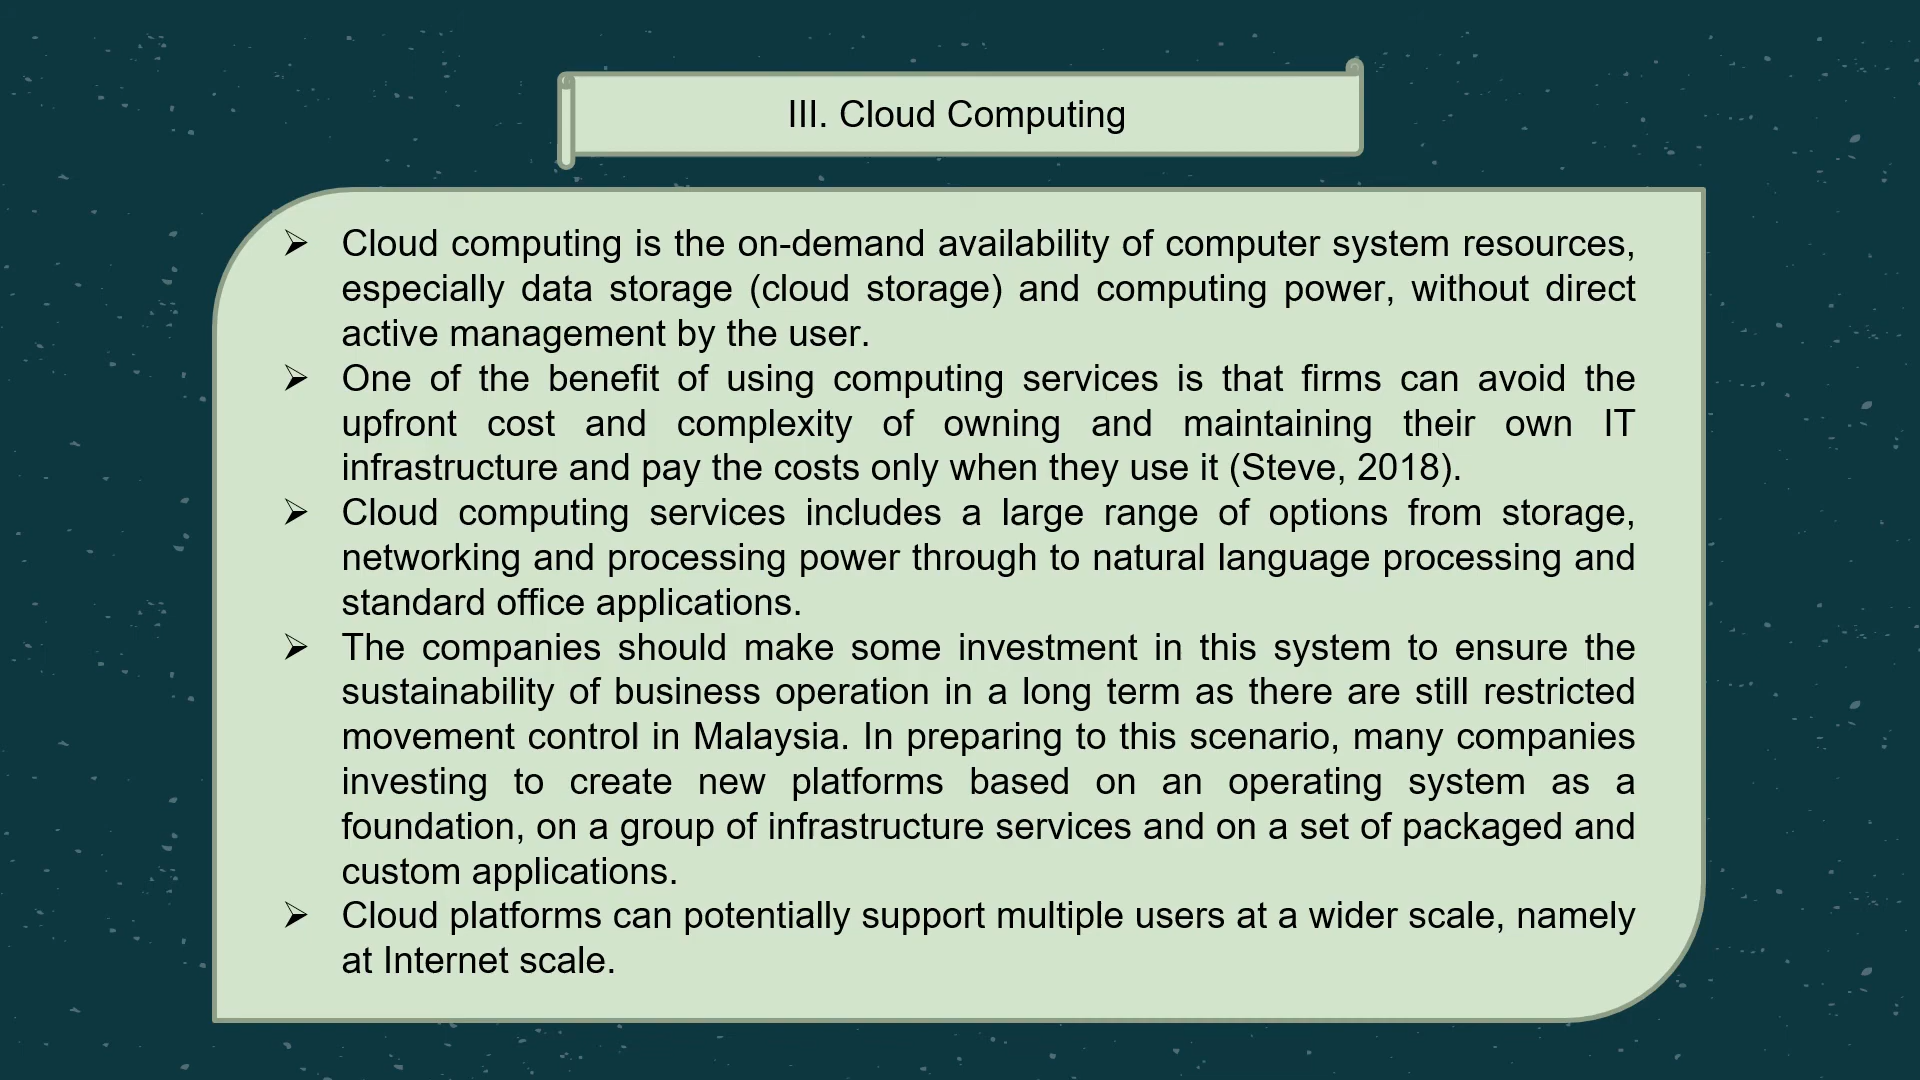 III. Cloud Computing
➢ Cloud computing is the on-demand availability of computer system resources,
especially data storage (cloud storage) and computing power, without direct
active management by the user.
➢ One of the benefit of using computing services is that firms can avoid the
upfront cost and complexity of owning and maintaining their own IT
infrastructure and pay the costs only when they use it (Steve, 2018).
➢ Cloud computing services includes a large range of options from storage,
networking and processing power through to natural language processing and
standard office applications.
➢ The companies should make some investment in this system to ensure the
sustainability of business operation in a long term as there are still restricted
movement control in Malaysia. In preparing to this scenario, many companies
investing to create new platforms based on an operating system as a
foundation, on a group of infrastructure services and on a set of packaged and
custom applications.
➢ Cloud platforms can potentially support multiple users at a wider scale, namely
at Internet scale.